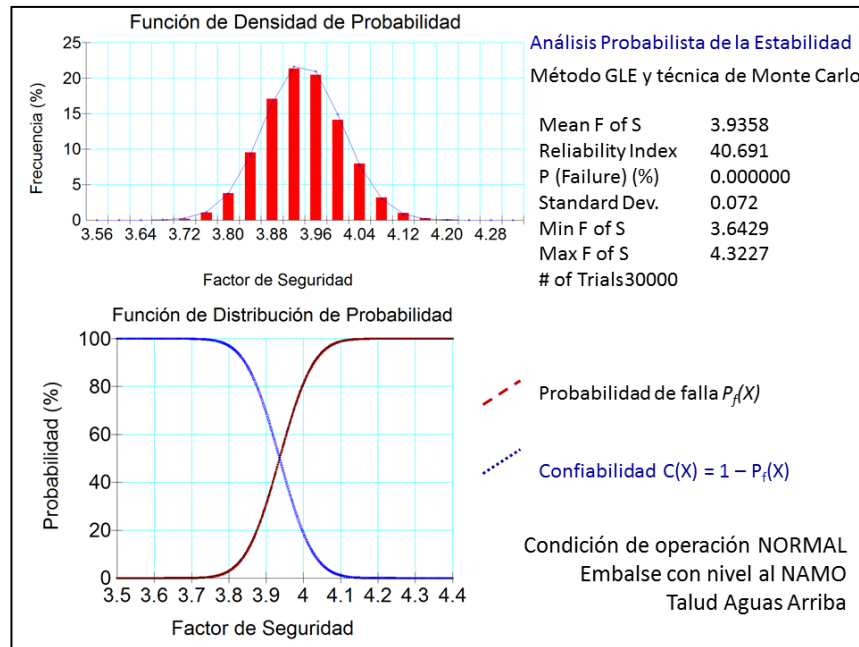 Función de Densidad de Probabilidad
25
20
15
10
5
0
Frecuencia (%)
3.56 3.64 3.72 3.80 3.88 3.96 4.04 4.12 4.20 4.28
Factor de Seguridad
Análisis Probabilista de la Estabilidad
Método GLE y técnica de Monte Carlo
Mean F of S 3.9358
Reliability Index 40.691
P (Failure) (%) 0.000000
Standard Dev. 0.072
Min F of S 3.6429
Max F of S 4.3227
# of Trials30000
Función de Distribución de Probabilidad
100
80
60
40
20
0
Probabilidad (%)
3.5 3.6 3.7 3.8 3.9 4 4.1 4.2 4.3 4.4
Factor de Seguridad
Probabilidad de falla Pf(X)
Confiabilidad C(X) = 1 – Pf(X)
Condición de operación NORMAL
Embalse con nivel al NAMO
Talud Aguas Arriba